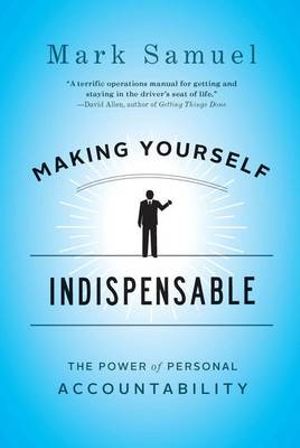 Mark Samuel
"A terrific operations manual for getting and
staying in the driver's seat of life."
—David Allen, author of Getting Things Done
MAKING YOURSELF
INDISPENSABLE
THE POWER of PERSONAL
ACCOUNTABILITY